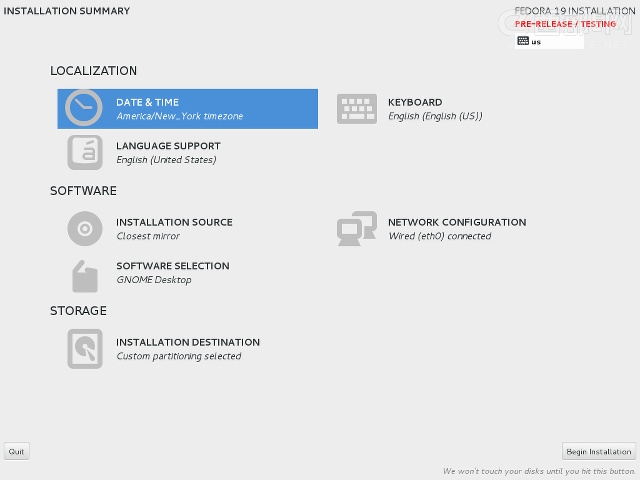 INSTALLATION SUMMARY
FEDORA 19 INSTALLATION
PRE-RELEASE / TESTING
us
LOCALIZATION
DATE & TIME
America/New_York timezone
KEYBOARD
English (English (US))
LANGUAGE SUPPORT
English (United States)
SOFTWARE
INSTALLATION SOURCE
Closest mirror
NETWORK CONFIGURATION
Wired (eth0) connected
SOFTWARE SELECTION
GNOME Desktop
STORAGE
INSTALLATION DESTINATION
Custom partitioning selected
Quit
Begin Installation
We won't touch your disks until you hit this button.